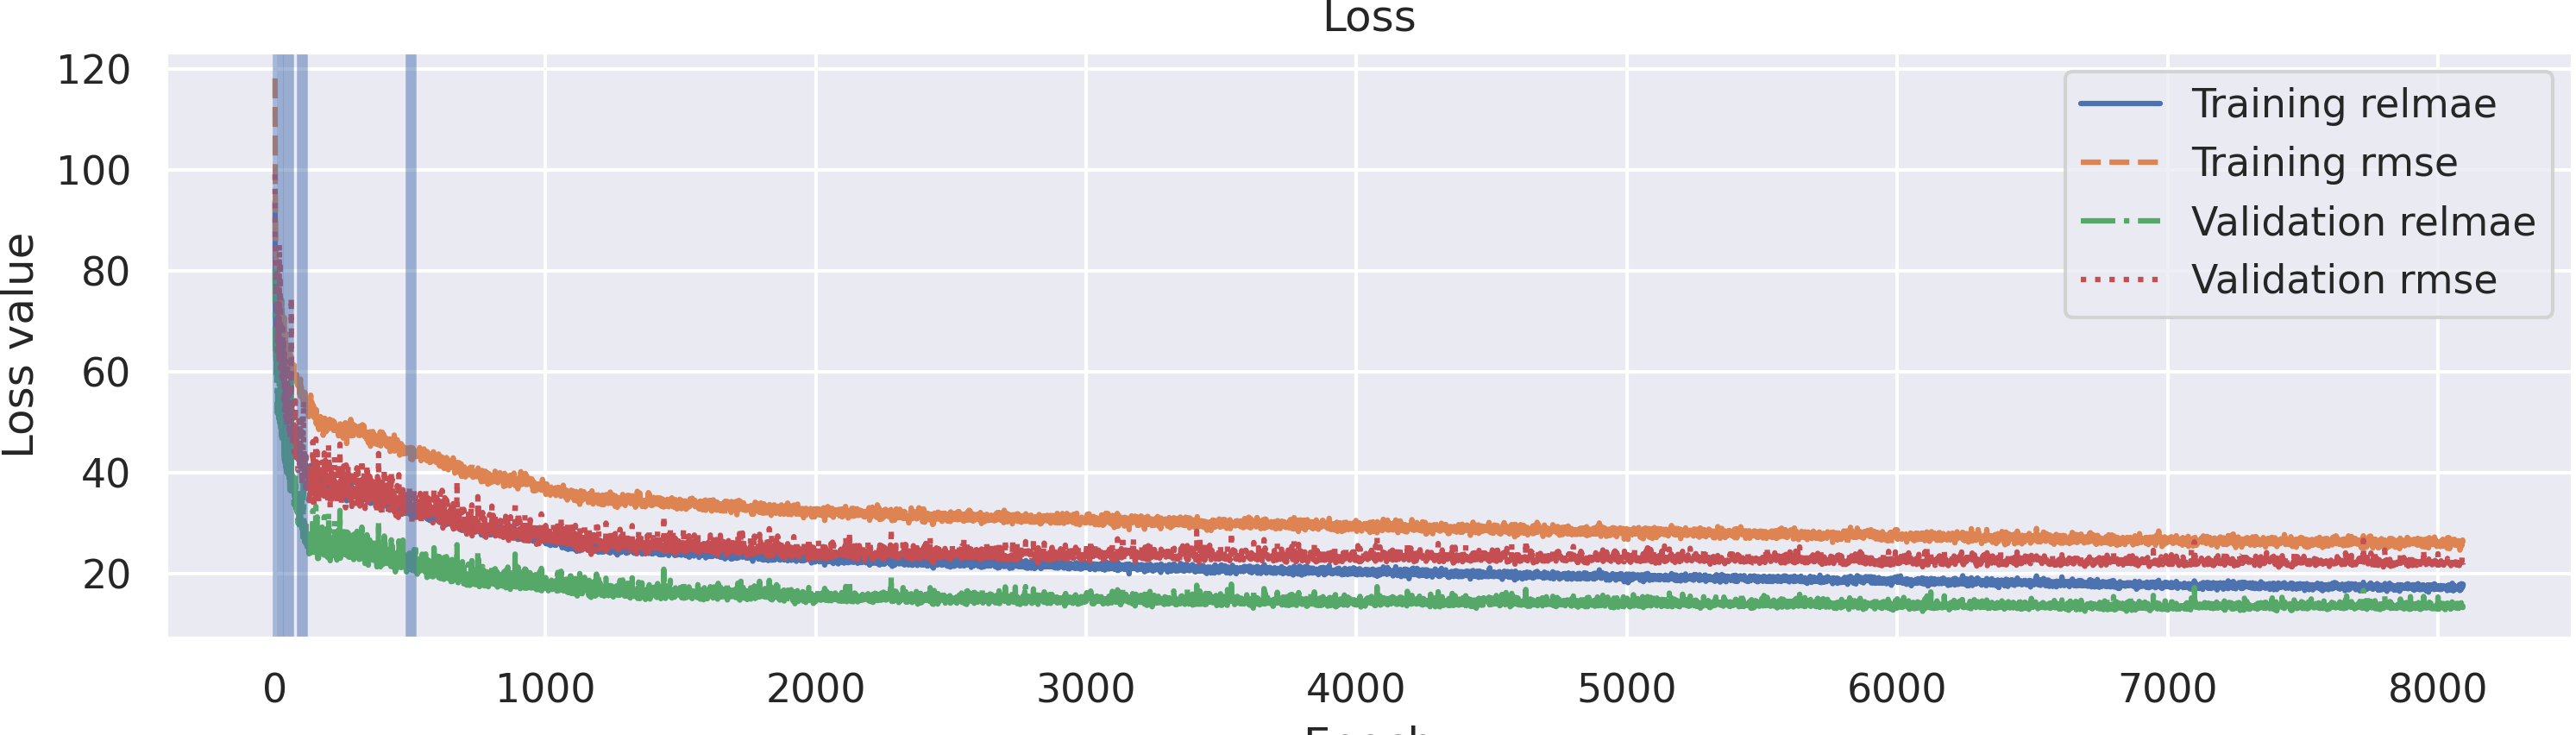 Loss
120
100
80
60
40
20
Loss value
Training relmae
Training rmse
Validation relmae
Validation rmse
0 1000 2000 3000 4000 5000 6000 7000 8000
Epoch